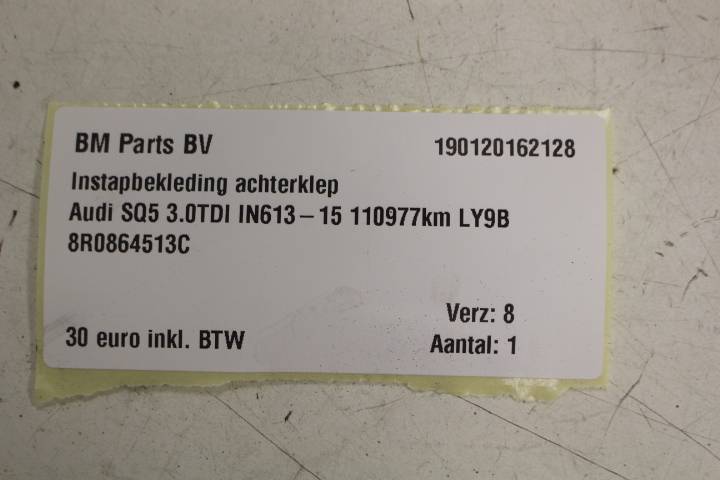 BM Parts BV 190120162128
Instapbekleding achterklep
Audi SQ5 3.0TDI IN613-15 110977km LY9B
8R0864513C
Verz: 8
30 euro inkl. BTW Aantal: 1